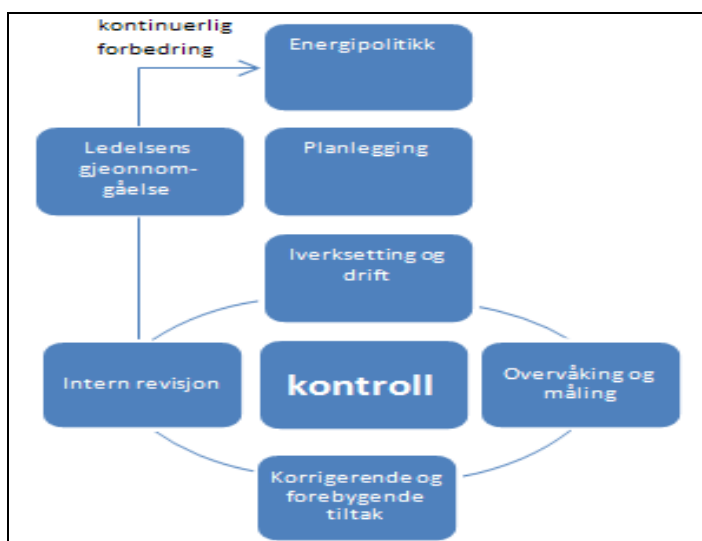 kontinuerlig
forbedring
Energipolitikk
Ledelsens
gjeonnom-
gåelse
Planlegging
Iverksetting og
drift
Intern revisjon
kontroll
Overvåking og
måling
Korrigerende og
forebygende
tiltak